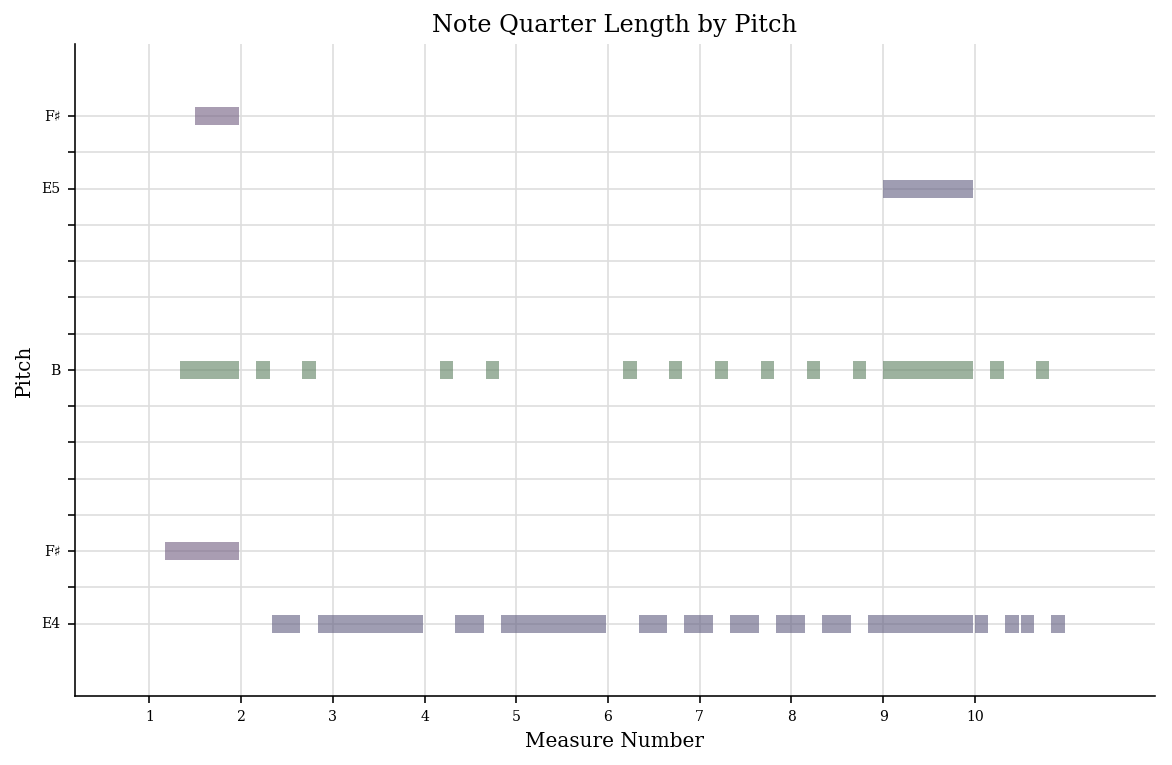 Note Quarter Length by Pitch
F♯
E5
B
F♯
E4
Pitch
1 2 3 4 5 6 7 8 9 10
Measure Number